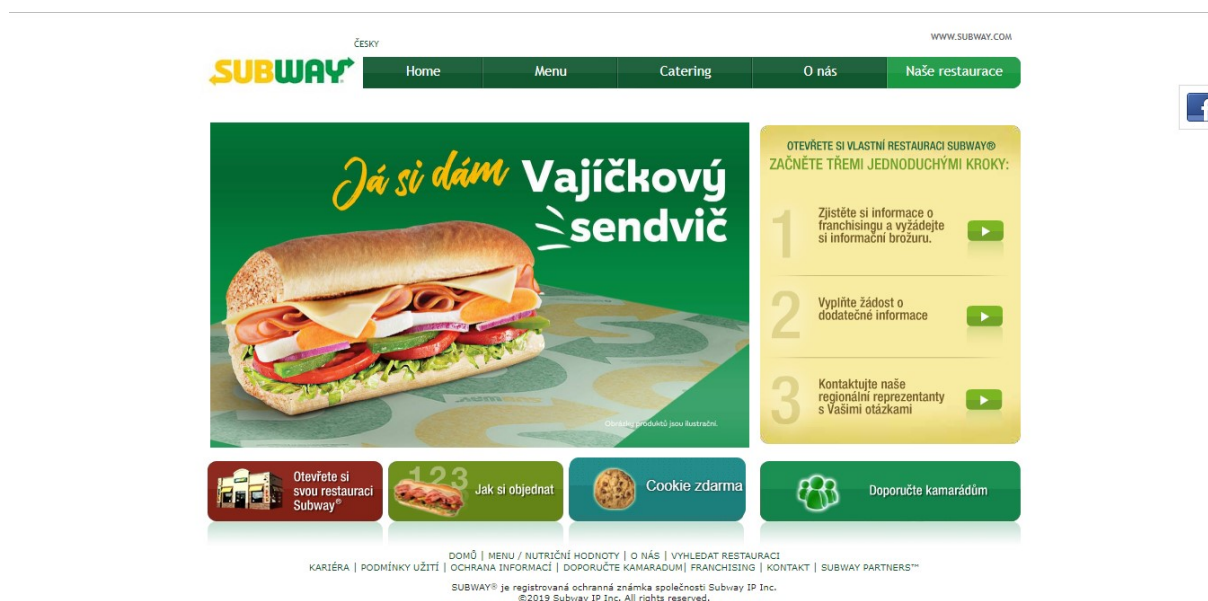 WWW.SUBWAY.COM
ČESKY
SUBWAY
Home
Menu
Catering
O nás
Naše restaurace
Já si dám Vajíčkový
sendvič
Obrázky produktů jsou ilustrační.
OTEVŘETE SI VLASTNÍ RESTAURACI SUBWAY®
ZAČNĚTE TŘEMI JEDNODUCHÝMI KROKY:
1
Zjistěte si informace o
franchisingu a vyžádejte
si informační brožuru.
2
Vyplňte žádost o
dodatečné informace
3
Kontaktujte naše
regionální reprezentanty
s Vašimi otázkami
Otevřete si
svou restauraci
Subway®
123
Jak si objednat
Cookie zdarma
Doporučte kamarádům
DOMŮ | MENU / NUTRIČNÍ HODNOTY | O NÁS | VYHLEDAT RESTAURACI
KARIÉRA | PODMÍNKY UŽITÍ | OCHRANA INFORMACÍ | DOPORUČTE KAMARADUM| FRANCHISING | KONTAKT | SUBWAY PARTNERS™
SUBWAY® je registrovaná ochranná známka společnosti Subway IP Inc.
©2019 Subway IP Inc. All rights reserved.